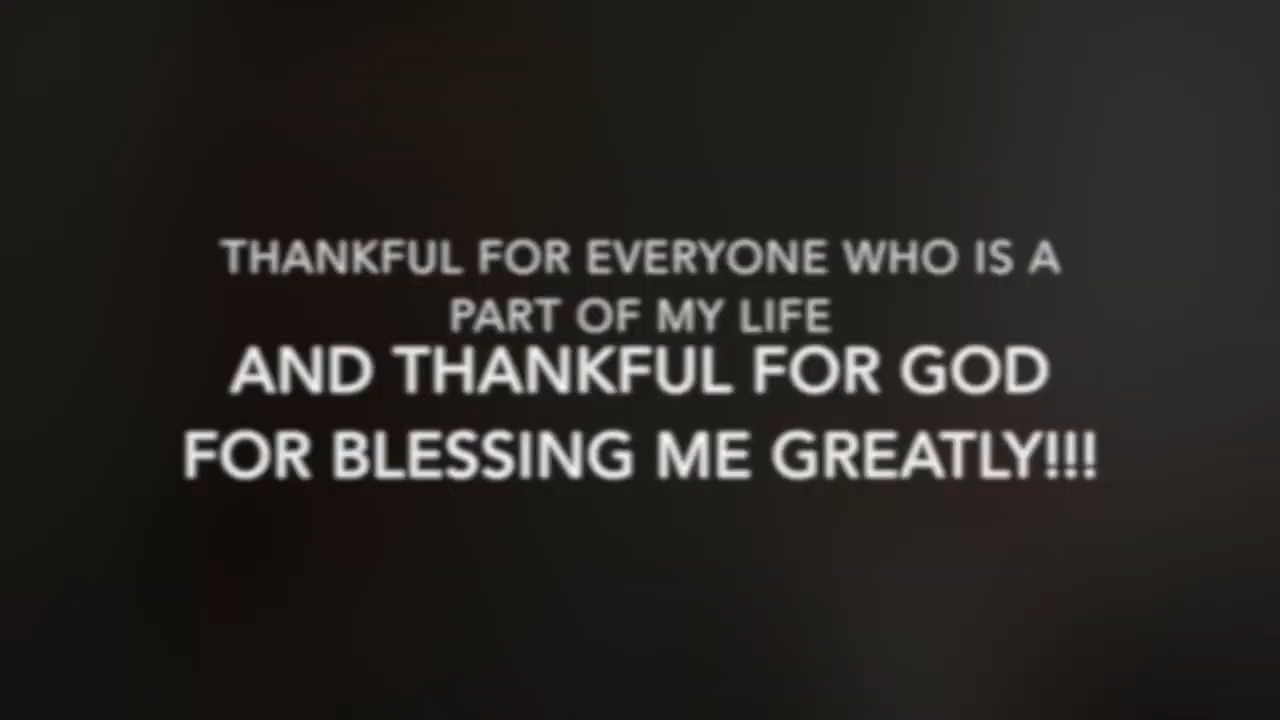 THANKFUL FOR EVERYONE WHO IS A
PART OF MY LIFE
AND THANKFUL FOR GOD
FOR BLESSING ME GREATLY!!!